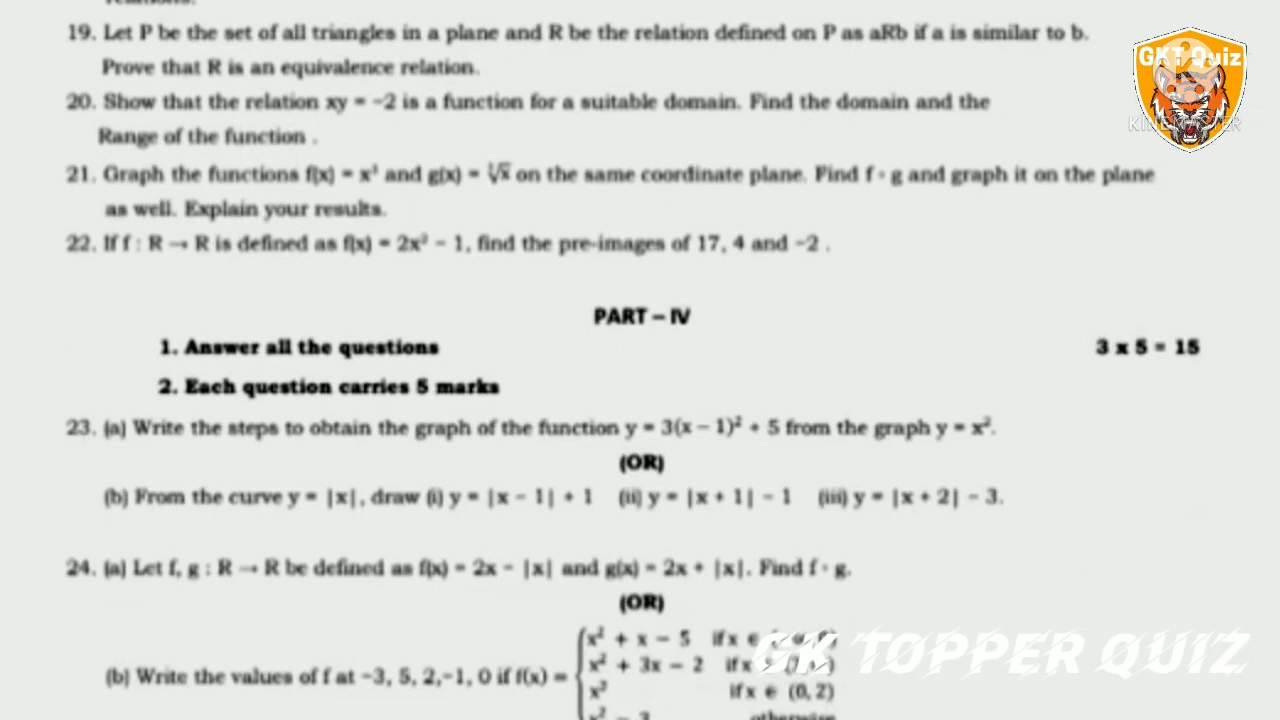 relations.
19. Let P be the set of all triangles in a plane and R be the relation defined on P as aRb if a is similar to b.
Prove that R is an equivalence relation.
20. Show that the relation xy = −2 is a function for a suitable domain. Find the domain and the
Range of the function .
21. Graph the functions f(x) = x³ and g(x) = ∛x on the same coordinate plane. Find f ∘ g and graph it on the plane
as well. Explain your results.
22. If f : R → R is defined as f(x) = 2x² − 1, find the pre-images of 17, 4 and −2 .
PART – IV
1. Answer all the questions 3 x 5 = 15
2. Each question carries 5 marks
23. (a) Write the steps to obtain the graph of the function y = 3(x − 1)² + 5 from the graph y = x².
(OR)
(b) From the curve y = |x|, draw (i) y = |x − 1| + 1 (ii) y = |x + 1| − 1 (iii) y = |x + 2| − 3.
24. (a) Let f, g : R → R be defined as f(x) = 2x − |x| and g(x) = 2x + |x|. Find f ∘ g.
(OR)
x² + x − 5 if x ∈
x² + 3x − 2 if x
(b) Write the values of f at −3, 5, 2,−1, 0 if f(x) =
x² if x ∈ (0, 2)
x² − 3 otherwise
GKT Quiz
GK TOPPER QUIZ